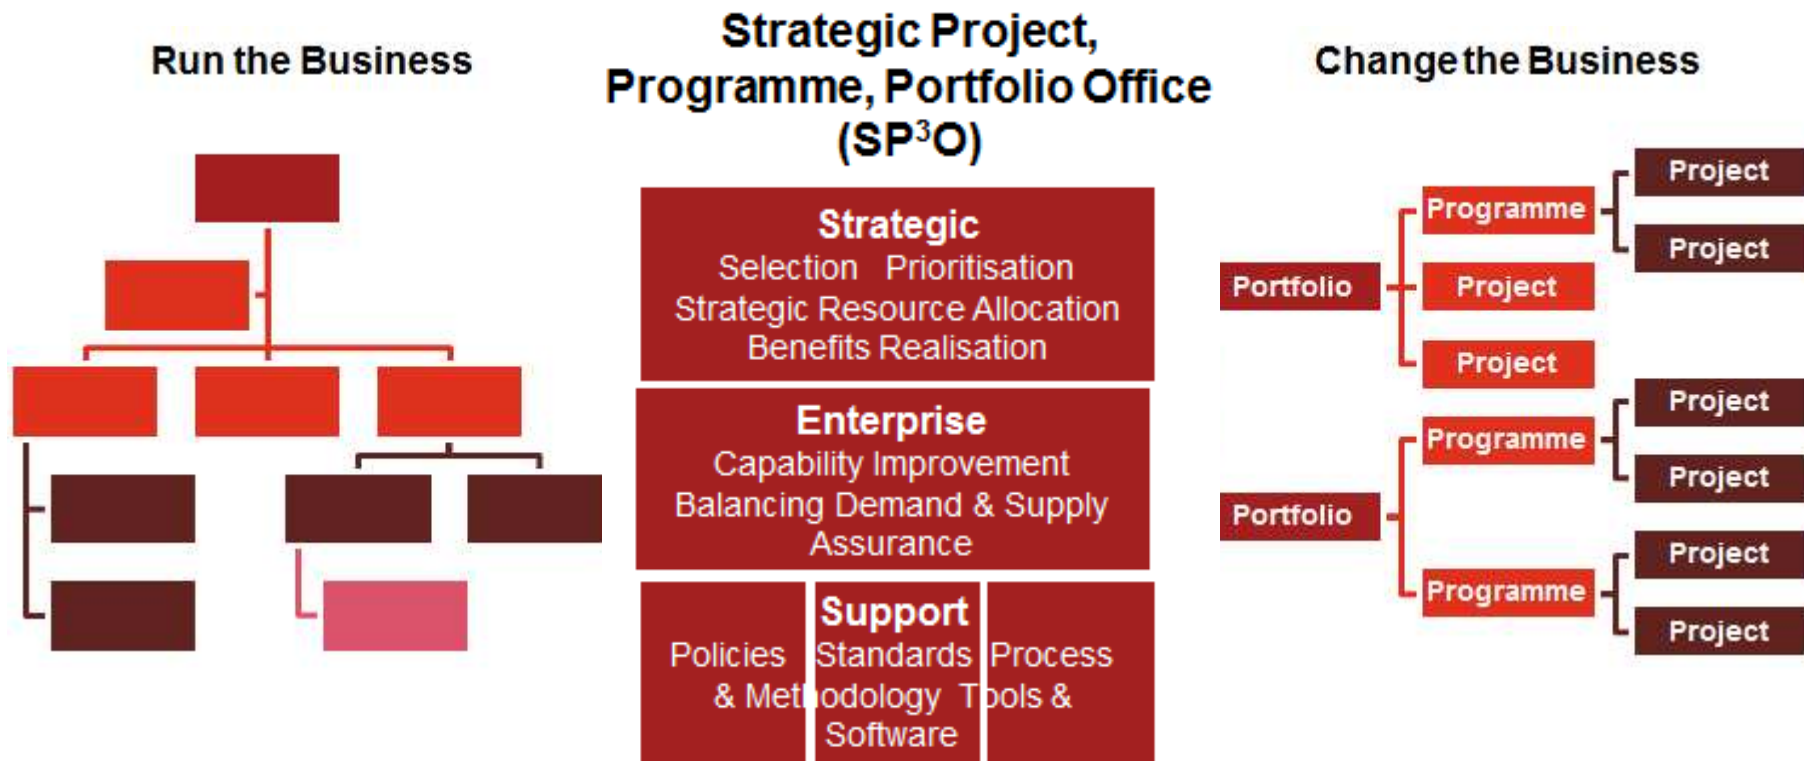 Run the Business
Strategic Project,
Programme, Portfolio Office
(SP³O)
Strategic
Selection Prioritisation
Strategic Resource Allocation
Benefits Realisation
Enterprise
Capability Improvement
Balancing Demand & Supply
Assurance
Support
Policies Standards Process
& Methodology Tools &
Software
Change the Business
Portfolio
Programme
Project
Project
Project
Project
Portfolio
Programme
Project
Project
Programme
Project
Project